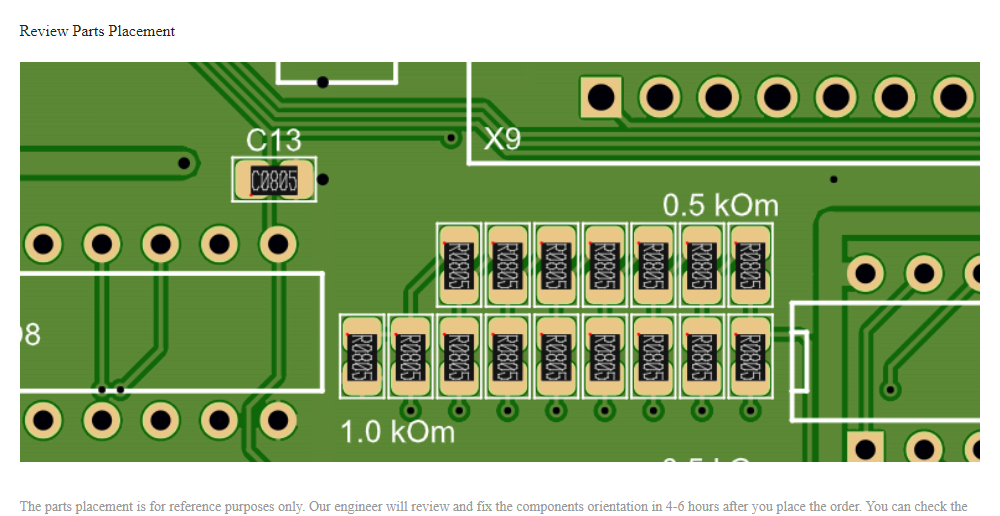 Review Parts Placement
C13
X9
C0805
0.5 kOm
R0805 R0805 R0805 R0805 R0805 R0805 R0805
8
R0805 R0805 R0805 R0805 R0805 R0805 R0805 R0805 R0805
1.0 kOm
The parts placement is for reference purposes only. Our engineer will review and fix the components orientation in 4-6 hours after you place the order. You can check the